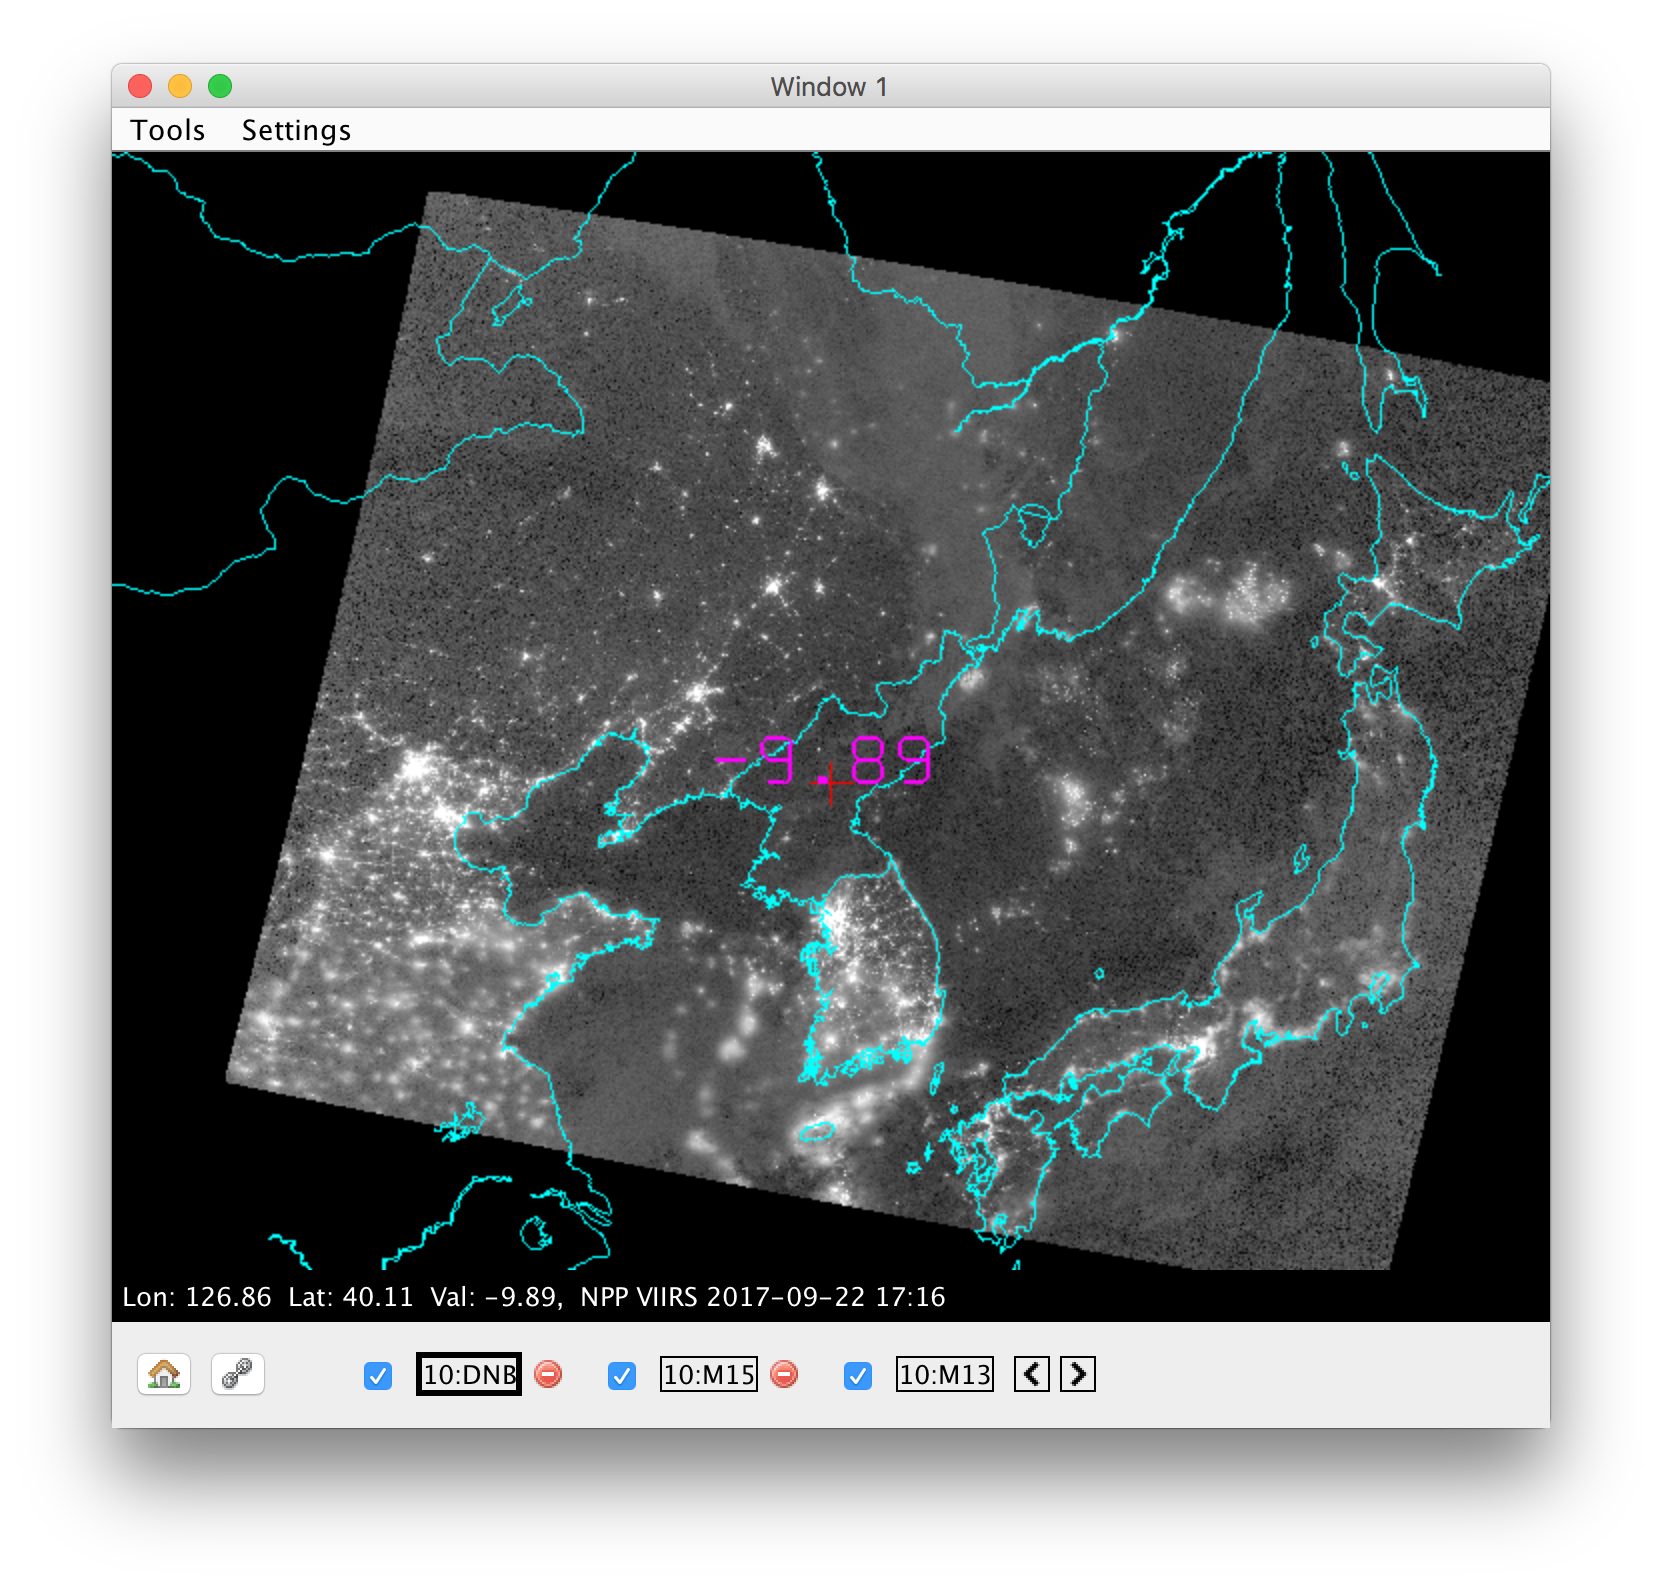 Window 1
Tools Settings
-9.89
Lon: 126.86 Lat: 40.11 Val: -9.89, NPP VIIRS 2017-09-22 17:16
10:DNB 10:M15 10:M13 < >